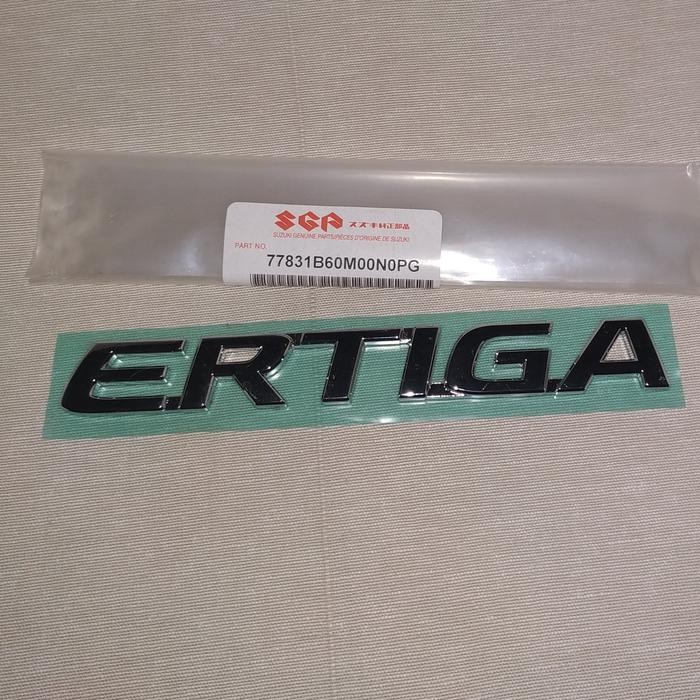 SGP スズキ純正部品
SUZUKI GENUINE PARTS/PIÈCES D'ORIGINE DE SUZUKI
PART NO.
77831B60M00N0PG
ERTIGA